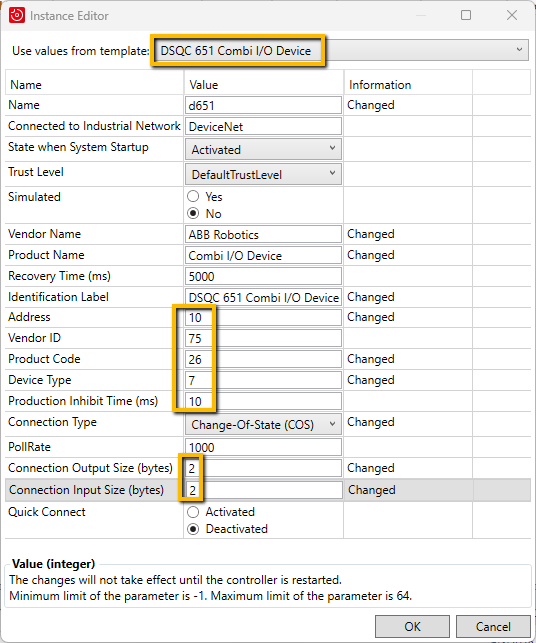 Instance Editor
Use values from template: DSQC 651 Combi I/O Device
Name Value Information
Name d651 Changed
Connected to Industrial Network DeviceNet
State when System Startup Activated
Trust Level DefaultTrustLevel
Simulated Yes
No
Vendor Name ABB Robotics Changed
Product Name Combi I/O Device Changed
Recovery Time (ms) 5000
Identification Label DSQC 651 Combi I/O Device Changed
Address 10 Changed
Vendor ID 75
Product Code 26 Changed
Device Type 7 Changed
Production Inhibit Time (ms) 10
Connection Type Change-Of-State (COS) Changed
PollRate 1000
Connection Output Size (bytes) 2 Changed
Connection Input Size (bytes) 2 Changed
Quick Connect Activated
Deactivated
Value (integer)
The changes will not take effect until the controller is restarted.
Minimum limit of the parameter is -1. Maximum limit of the parameter is 64.
OK Cancel